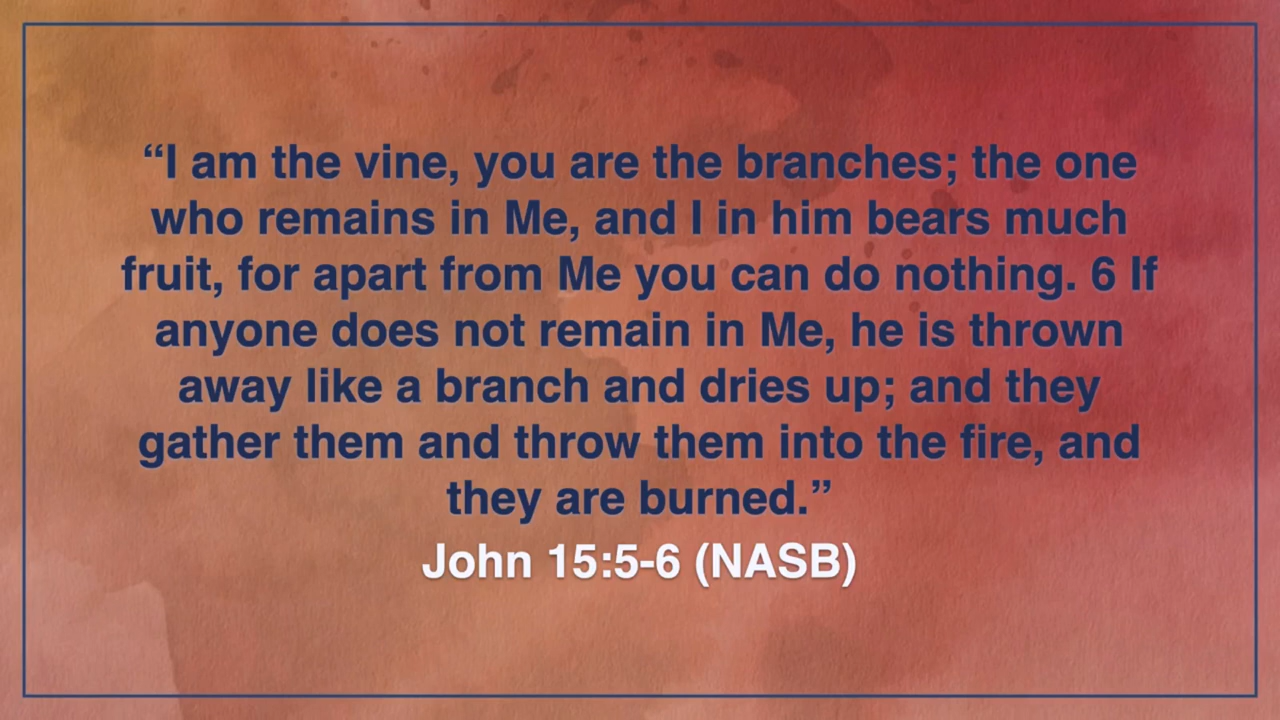 “I am the vine, you are the branches; the one
who remains in Me, and I in him bears much
fruit, for apart from Me you can do nothing. 6 If
anyone does not remain in Me, he is thrown
away like a branch and dries up; and they
gather them and throw them into the fire, and
they are burned.”
John 15:5-6 (NASB)